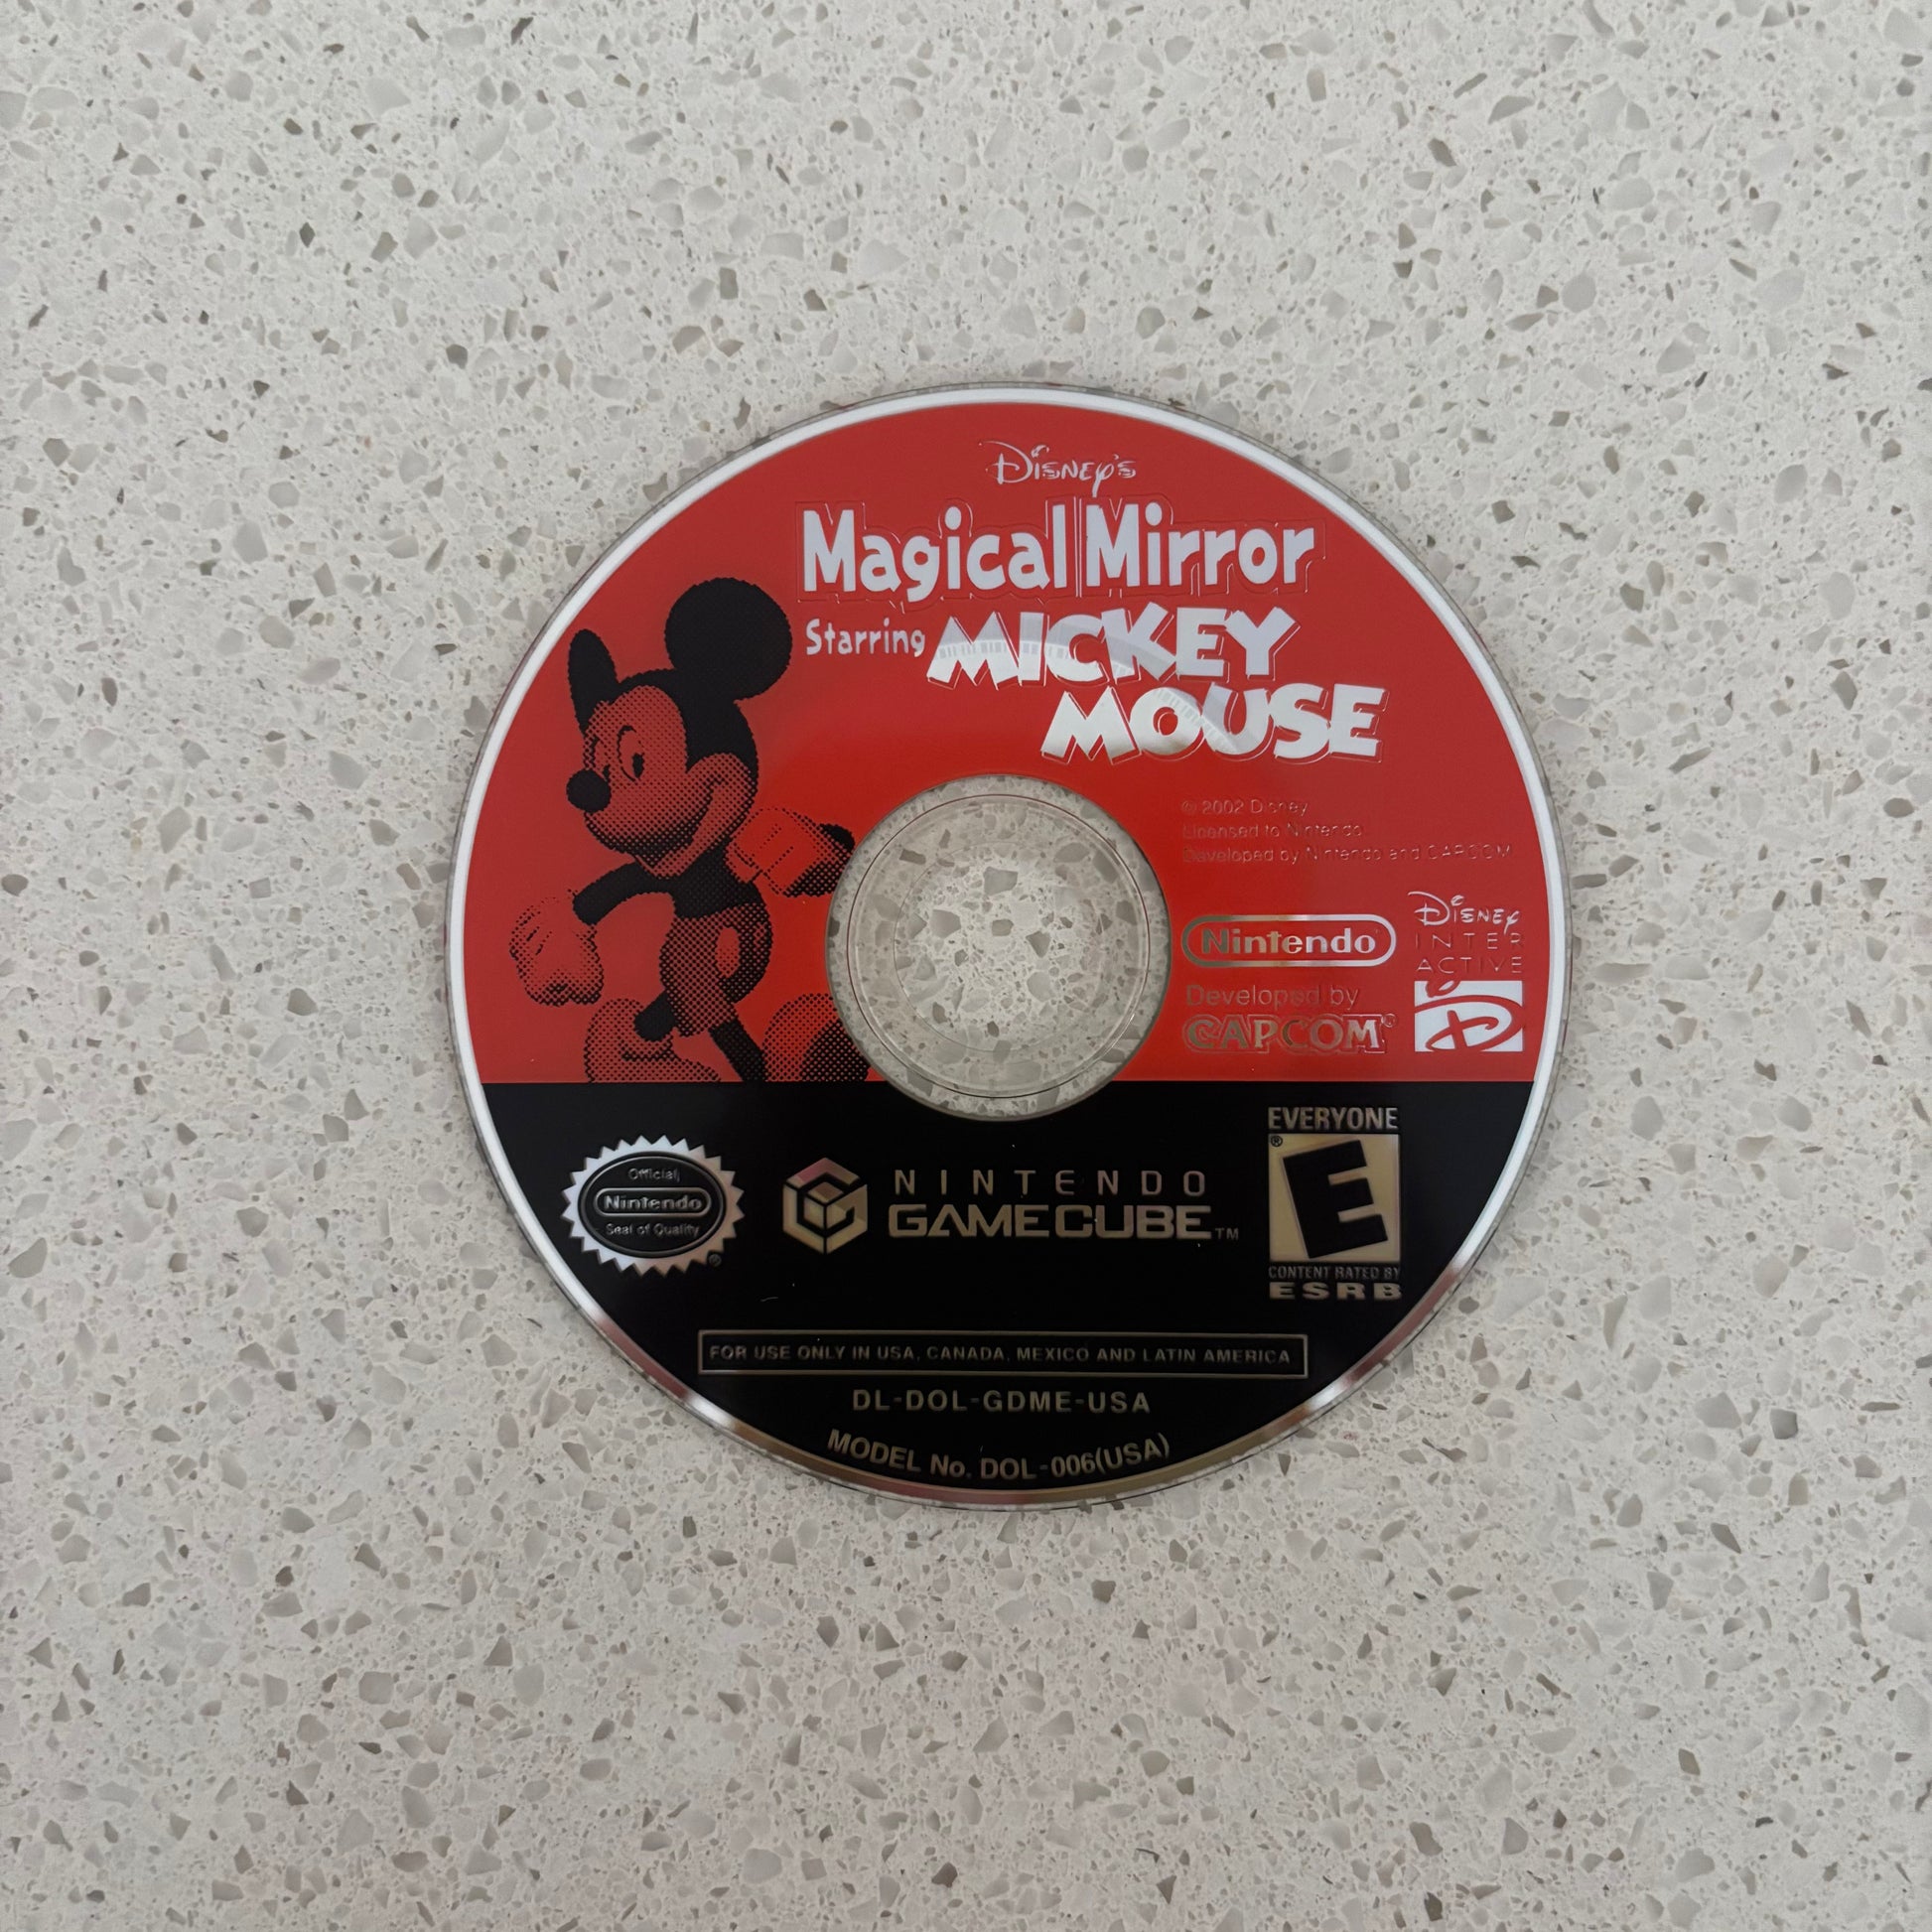 Disney's
Magical Mirror
Starring MICKEY
MOUSE
© 2002 Disney
Licensed to Nintendo
Developed by Nintendo and CAPCOM
Nintendo
Disney
INTER
ACTIVE
Developed by
CAPCOM®
D
Official
Nintendo
Seal of Quality
®
NINTENDO
GAMECUBE™
EVERYONE
®
E
CONTENT RATED BY
ESRB
FOR USE ONLY IN USA, CANADA, MEXICO AND LATIN AMERICA
DL-DOL-GDME-USA
MODEL No. DOL-006(USA)